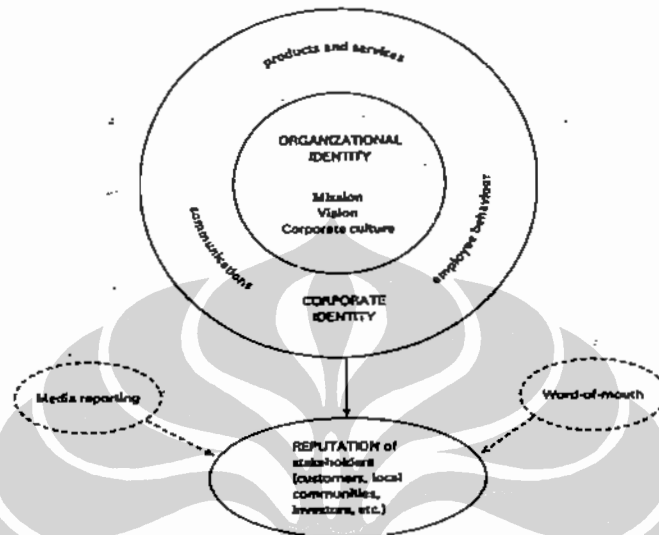 products and services
ORGANIZATIONAL
IDENTITY
Mission
Vision
Corporate culture
communications
employee behaviour
CORPORATE
IDENTITY
Media reporting
Word-of-mouth
REPUTATION of
stakeholders
(customers, local
communities,
investors, etc.)